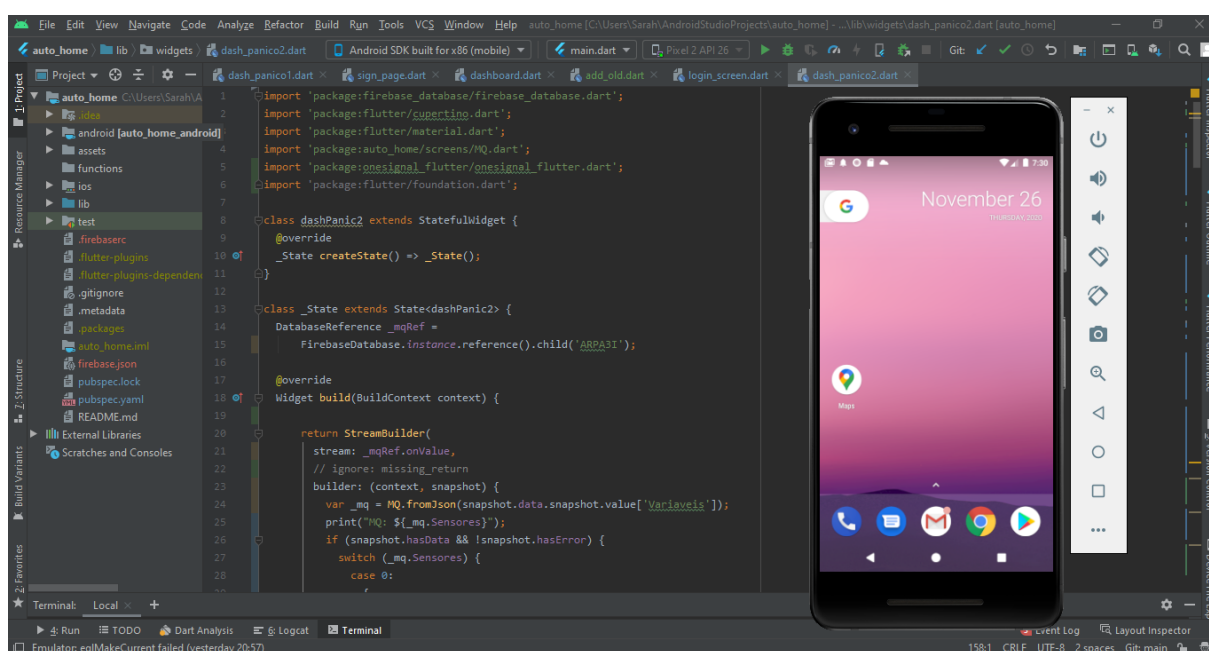 File Edit View Navigate Code Analyze Refactor Build Run Tools VCS Window Help auto_home [C:\Users\Sarah\AndroidStudioProjects\auto_home] - ...\lib\widgets\dash_panico2.dart [auto_home]
auto_home lib widgets dash_panico2.dart Android SDK built for x86 (mobile) main.dart Pixel 2 API 26 Git:
Project
dash_panico1.dart sign_page.dart dashboard.dart add_old.dart login_screen.dart dash_panico2.dart
1: Project
Resource Manager
Z: Structure
Build Variants
2: Favorites
auto_home C:\Users\Sarah\A
.idea
android [auto_home_android]
assets
functions
ios
lib
test
.firebaserc
.flutter-plugins
.flutter-plugins-dependen
.gitignore
.metadata
.packages
auto_home.iml
firebase.json
pubspec.lock
pubspec.yaml
README.md
External Libraries
Scratches and Consoles
1 import 'package:firebase_database/firebase_database.dart';
2 import 'package:flutter/cupertino.dart';
3 import 'package:flutter/material.dart';
4 import 'package:auto_home/screens/MQ.dart';
5 import 'package:onesignal_flutter/onesignal_flutter.dart';
6 import 'package:flutter/foundation.dart';
7
8 class dashPanic2 extends StatefulWidget {
9 @override
10 _State createState() => _State();
11 }
12
13 class _State extends State<dashPanic2> {
14 DatabaseReference _mqRef =
15 FirebaseDatabase.instance.reference().child('ARPA3I');
16
17 @override
18 Widget build(BuildContext context) {
19
20 return StreamBuilder(
21 stream: _mqRef.onValue,
22 // ignore: missing_return
23 builder: (context, snapshot) {
24 var _mq = MQ.fromJson(snapshot.data.snapshot.value['Variaveis']);
25 print("MQ: ${_mq.Sensores}");
26 if (snapshot.hasData && !snapshot.hasError) {
27 switch (_mq.Sensores) {
28 case 0:
7:30
November 26
THURSDAY, 2020
Maps
Terminal: Local
4: Run TODO Dart Analysis 6: Logcat Terminal Event Log Layout Inspector
Emulator: eglMakeCurrent failed (yesterday 20:57) 158:1 CRLF UTF-8 2 spaces Git: main